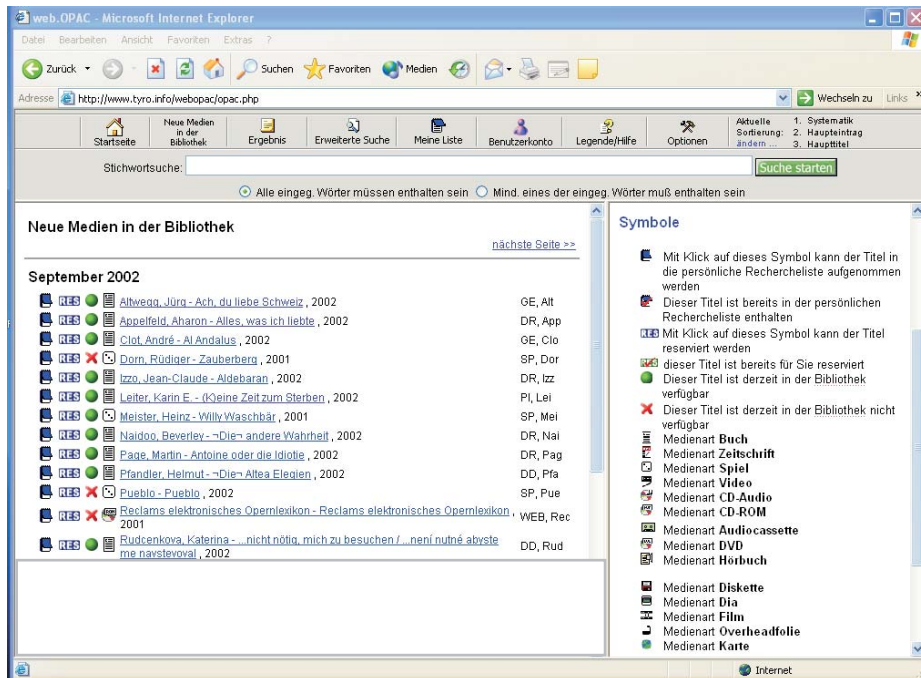 web.OPAC - Microsoft Internet Explorer
Datei Bearbeiten Ansicht Favoriten Extras ?
Zurück Suchen Favoriten Medien
Adresse http://www.tyro.info/webopac/opac.php Wechseln zu Links
Startseite
Neue Medien
in der
Bibliothek
Ergebnis
Erweiterte Suche
Meine Liste
Benutzerkonto
Legende/Hilfe
Optionen
Aktuelle 1. Systematik
Sortierung: 2. Haupteintrag
ändern ... 3. Haupttitel
Stichwortsuche: Suche starten
Alle eingeg. Wörter müssen enthalten sein Mind. eines der eingeg. Wörter muß enthalten sein
Neue Medien in der Bibliothek
nächste Seite >>
September 2002
RES Altwegg, Jürg - Ach, du liebe Schweiz , 2002 GE, Alt
RES Appelfeld, Aharon - Alles, was ich liebte , 2002 DR, App
RES Clot, André - Al Andalus , 2002 GE, Clo
RES Dorn, Rüdiger - Zauberberg , 2001 SP, Dor
RES Izzo, Jean-Claude - Aldebaran , 2002 DR, Izz
RES Leiter, Karin E. - (K)eine Zeit zum Sterben , 2002 PI, Lei
RES Meister, Heinz - Willy Waschbär , 2001 SP, Mei
RES Naidoo, Beverley - ¬Die¬ andere Wahrheit , 2002 DR, Nai
RES Page, Martin - Antoine oder die Idiotie , 2002 DR, Pag
RES Pfandler, Helmut - ¬Die¬ Altea Elegien , 2002 DD, Pfa
RES Pueblo - Pueblo , 2002 SP, Pue
RES Reclams elektronisches Opernlexikon - Reclams elektronisches Opernlexikon , WEB, Rec
2001
RES Rudcenkova, Katerina - ...nicht nötig, mich zu besuchen / ...není nutné abyste DD, Rud
me navstevoval , 2002
Symbole
Mit Klick auf dieses Symbol kann der Titel in
die persönliche Rechercheliste aufgenommen
werden
Dieser Titel ist bereits in der persönlichen
Rechercheliste enthalten
RES Mit Klick auf dieses Symbol kann der Titel
reserviert werden
dieser Titel ist bereits für Sie reserviert
Dieser Titel ist derzeit in der Bibliothek
verfügbar
Dieser Titel ist derzeit in der Bibliothek nicht
verfügbar
Medienart Buch
Medienart Zeitschrift
Medienart Spiel
Medienart Video
Medienart CD-Audio
Medienart CD-ROM
Medienart Audiocassette
Medienart DVD
Medienart Hörbuch
Medienart Diskette
Medienart Dia
Medienart Film
Medienart Overheadfolie
Medienart Karte
Internet